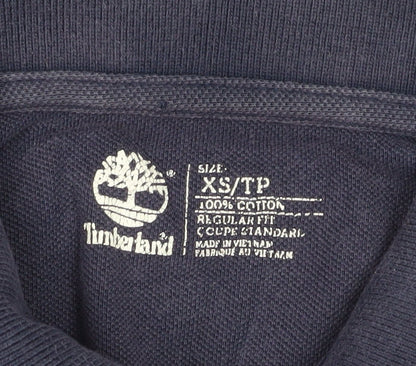 Timberland
®
SIZE:
XS/TP
100% COTTON
REGULAR FIT
COUPE STANDARD
MADE IN VIETNAM
FABRIQUÉ AU VIETNAM